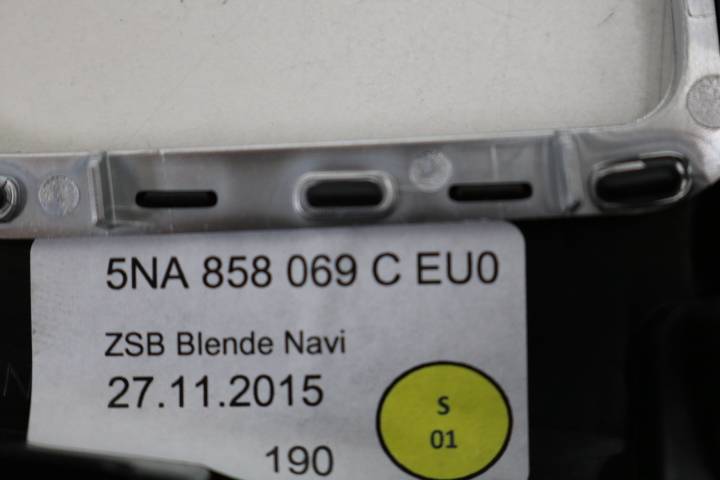 5NA 858 069 C EU0
ZSB Blende Navi
27.11.2015
S
01
190